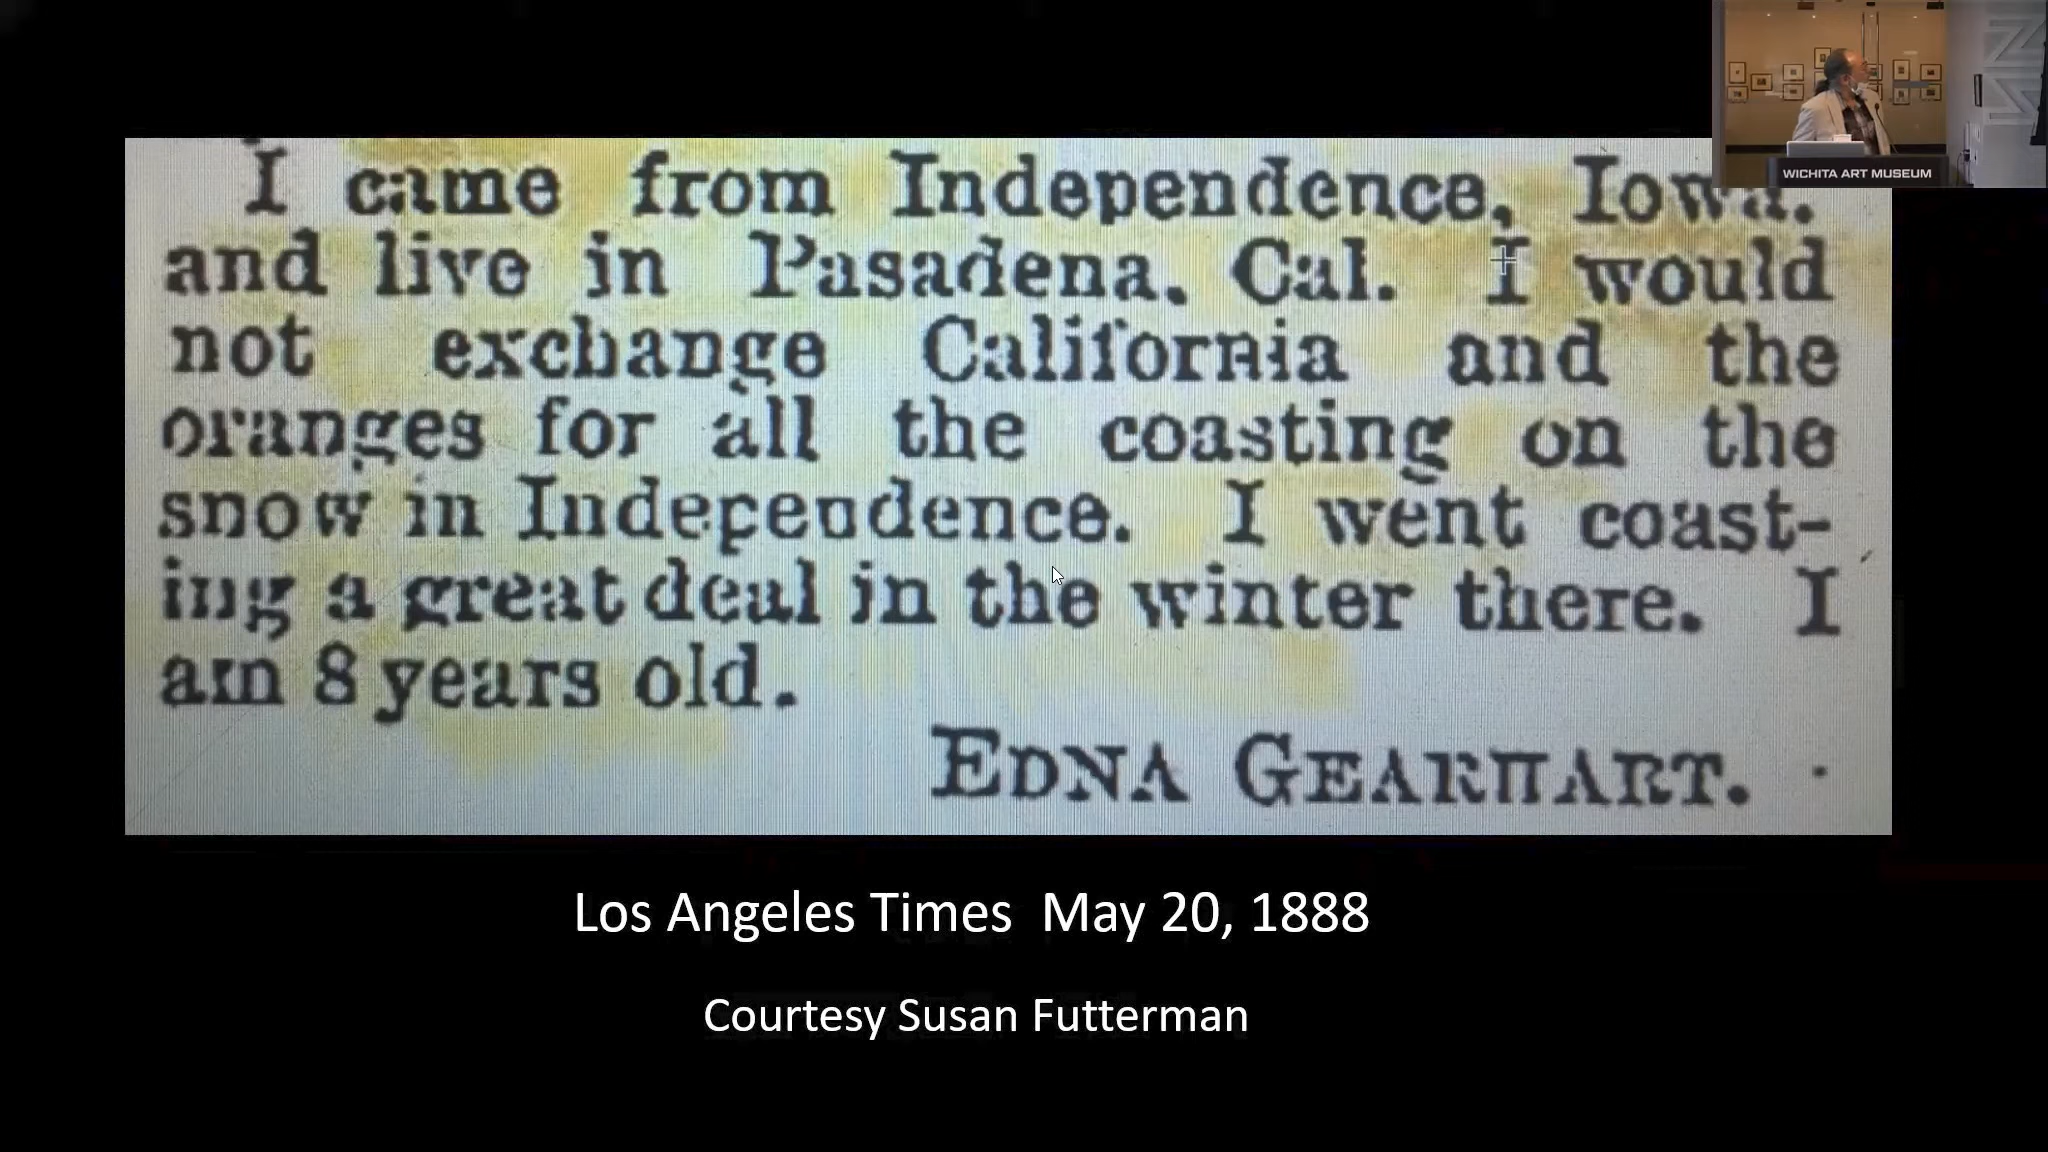 I came from Independence, Iowa.
and live in Pasadena, Cal. I would
not exchange California and the
oranges for all the coasting on the
snow in Independence. I went coast-
ing a great deal in the winter there. I
am 8 years old.
EDNA GEARHART.
Los Angeles Times May 20, 1888
Courtesy Susan Futterman
WICHITA ART MUSEUM